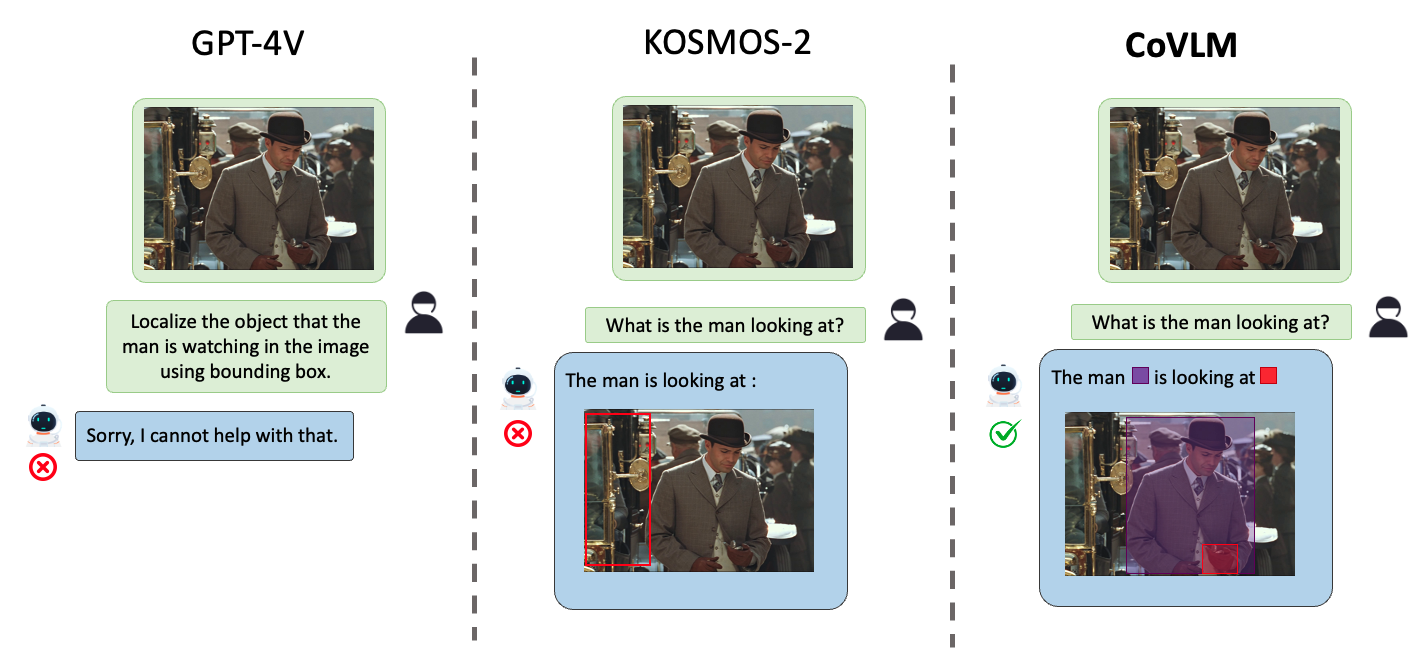 GPT-4V
Localize the object that the
man is watching in the image
using bounding box.
Sorry, I cannot help with that.
KOSMOS-2
What is the man looking at?
The man is looking at :
CoVLM
What is the man looking at?
The man is looking at